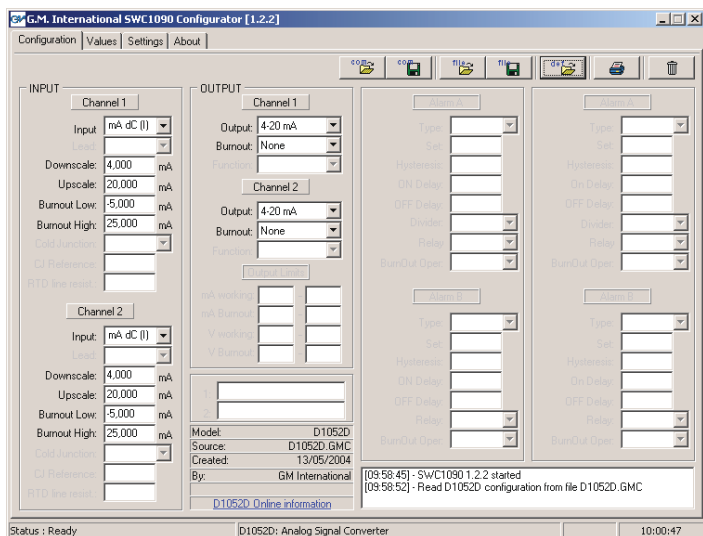 G.M. International SWC1090 Configurator [1.2.2]
Configuration Values Settings About
com com file file def
INPUT
Channel 1
Input mA dC (I)
Lead:
Downscale: 4,000 mA
Upscale: 20,000 mA
Burnout Low: -5,000 mA
Burnout High: 25,000 mA
Cold Junction:
CJ Reference:
RTD line resist.:
Channel 2
Input: mA dC (I)
Lead:
Downscale: 4,000 mA
Upscale: 20,000 mA
Burnout Low: -5,000 mA
Burnout High: 25,000 mA
Cold Junction:
CJ Reference:
RTD line resist.:
OUTPUT
Channel 1
Output: 4-20 mA
Burnout: None
Function:
Channel 2
Output: 4-20 mA
Burnout: None
Function:
Output Limits
mA working: -
mA Burnout: -
V working: -
V Burnout: -
1:
2:
Model: D1052D
Source: D1052D.GMC
Created: 13/05/2004
By: GM International
D1052D Online information
Alarm A
Type:
Set:
Hysteresis:
ON Delay:
OFF Delay:
Divider:
Relay
BurnOut Oper:
Alarm B
Type:
Set:
Hysteresis:
ON Delay:
OFF Delay:
Relay:
BurnOut Oper:
Alarm A
Type:
Set:
Hysteresis:
On Delay:
OFF Delay:
Divider:
Relay
BurnOut Oper:
Alarm B
Type:
Set:
Hysteresis:
On Delay:
OFF Delay:
Relay:
BurnOut Oper:
[09:58:45] - SWC1090 1.2.2 started
[09:58:52] - Read D1052D configuration from file D1052D.GMC
Status : Ready
D1052D: Analog Signal Converter
10:00:47